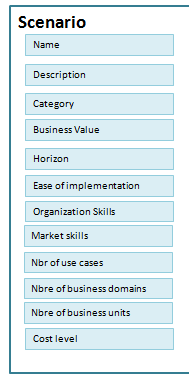 Scenario
Name
Description
Category
Business Value
Horizon
Ease of implementation
Organization Skills
Market skills
Nbr of use cases
Nbre of business domains
Nbre of business units
Cost level